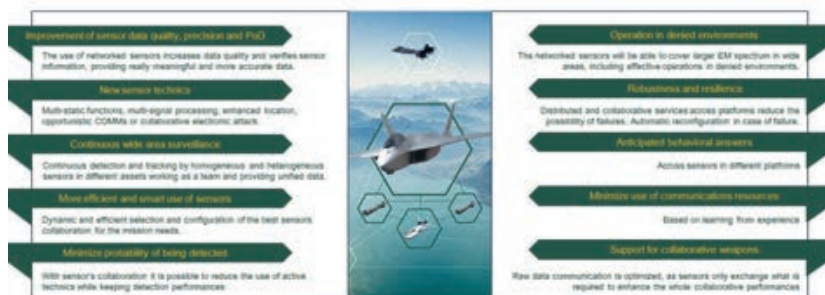 Improvement of sensor data quality, precision and PoD
The use of networked sensors increases data quality and verifies sensor
information, providing really meaningful and more accurate data.
New sensor technics
Multi-static functions, multi-signal processing, enhanced location,
opportunistic COMMs or collaborative electronic attack.
Continuous wide area surveillance
Continuous detection and tracking by homogeneous and heterogeneous
sensors in different assets working as a team and providing unified data.
More efficient and smart use of sensors
Dynamic and efficient selection and configuration of the best sensors
collaboration for the mission needs.
Minimize probability of being detected
With sensor's collaboration it is possible to reduce the use of active
technics while keeping detection performances
Operation in denied environments
The networked sensors will be able to cover larger EM spectrum in wide
areas, including effective operations in denied environments.
Robustness and resilience
Distributed and collaborative services across platforms reduce the
possibility of failures. Automatic reconfiguration in case of failure.
Anticipated behavioral answers
Across sensors in different platforms
Minimize use of communications resources
Based on learning from experience
Support for collaborative weapons
Raw data communication is optimized, as sensors only exchange what is
required to enhance the whole collaborative performances